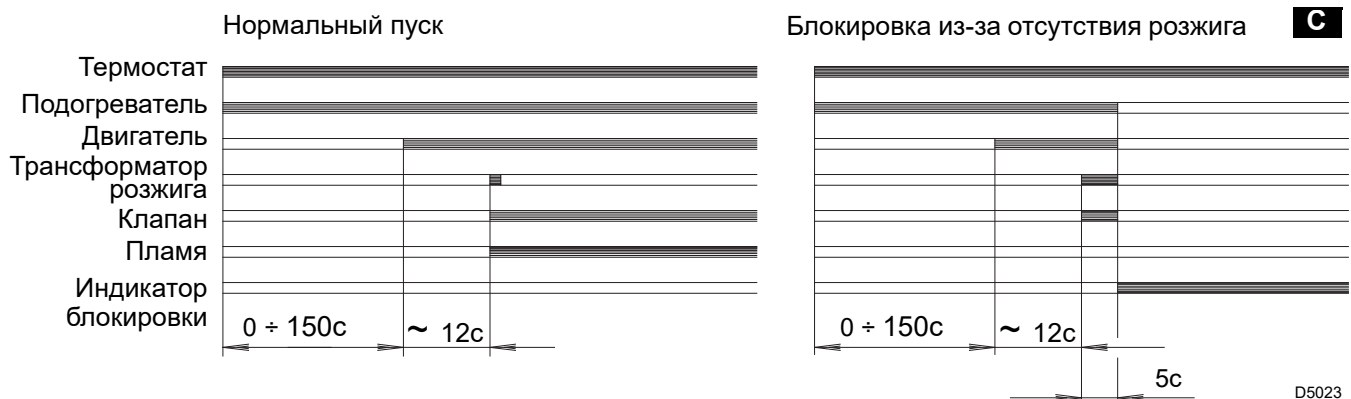 Нормальный пуск
Блокировка из-за отсутствия розжига
C
Термостат
Подогреватель
Двигатель
Трансформатор
розжига
Клапан
Пламя
Индикатор
блокировки
0 ÷ 150с
~ 12с
0 ÷ 150с
~ 12с
5с
D5023